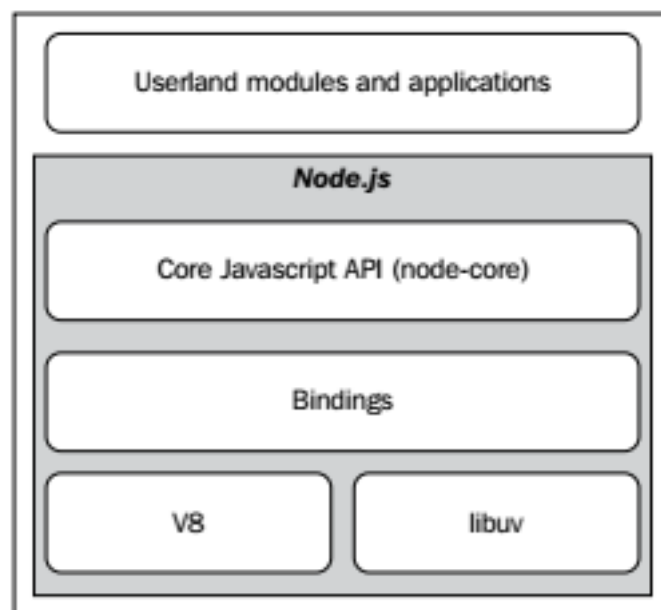 Userland modules and applications
Node.js
Core Javascript API (node-core)
Bindings
V8
libuv